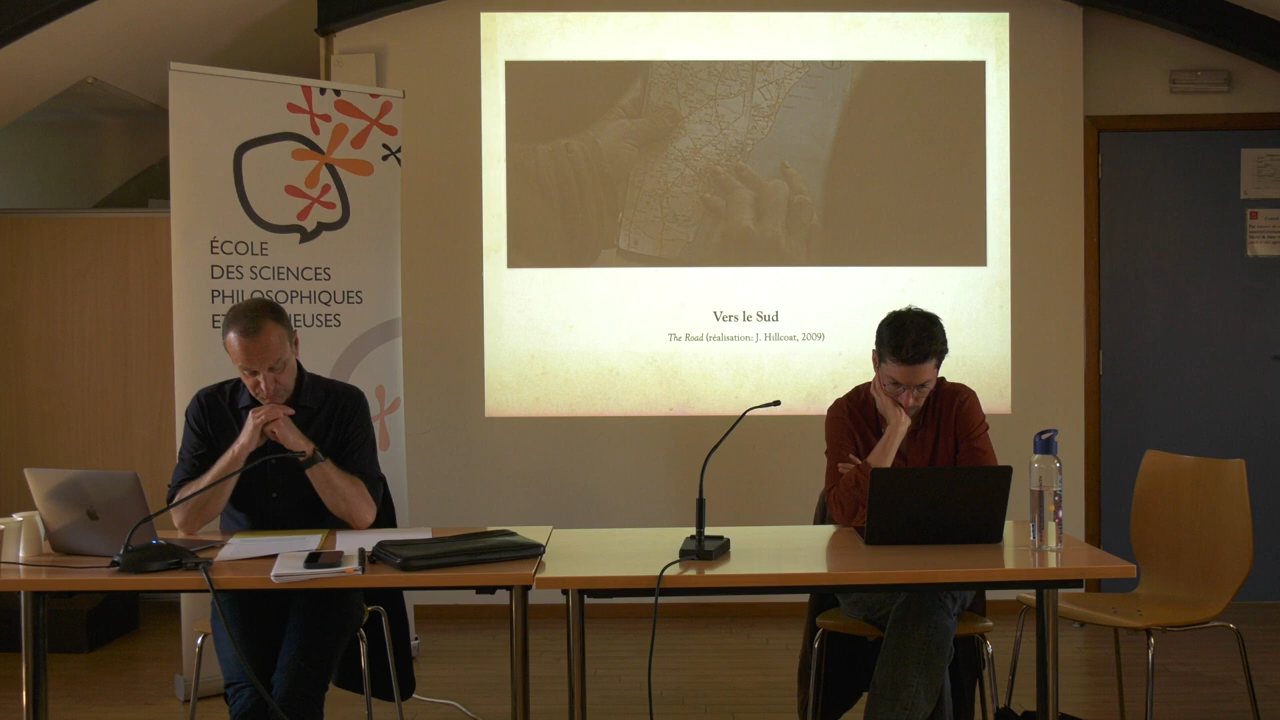 ÉCOLE
DES SCIENCES
PHILOSOPHIQUES
Vers le Sud
The Road (réalisation: J. Hillcoat, 2009)